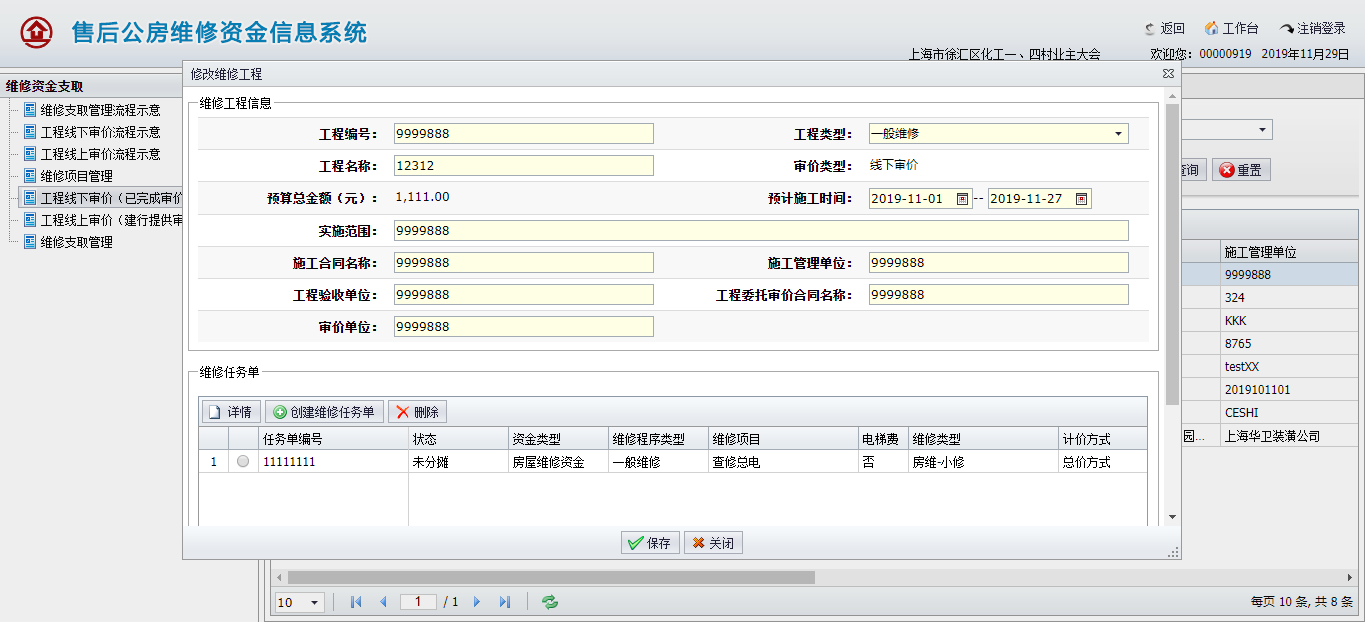 售后公房维修资金信息系统
返回 工作台 注销登录
上海市徐汇区化工一、四村业主大会 欢迎您：00000919 2019年11月29日
维修资金支取
维修支取管理流程示意
工程线下审价流程示意
工程线上审价流程示意
维修项目管理
工程线下审价（已完成审价
工程线上审价（建行提供审
维修支取管理
修改维修工程
维修工程信息
工程编号： 9999888 工程类型： 一般维修
工程名称： 12312 审价类型： 线下审价
预算总金额（元）： 1,111.00 预计施工时间： 2019-11-01 -- 2019-11-27
实施范围： 9999888
施工合同名称： 9999888 施工管理单位： 9999888
工程验收单位： 9999888 工程委托审价合同名称： 9999888
审价单位： 9999888
维修任务单
详情 创建维修任务单 删除
任务单编号 状态 资金类型 维修程序类型 维修项目 电梯费 维修类型 计价方式
1 11111111 未分摊 房屋维修资金 一般维修 查修总电 否 房维-小修 总价方式
保存 关闭
查询 重置
施工管理单位
9999888
324
KKK
8765
testXX
2019101101
CESHI
园... 上海华卫装潢公司
10 1 / 1 每页 10 条, 共 8 条